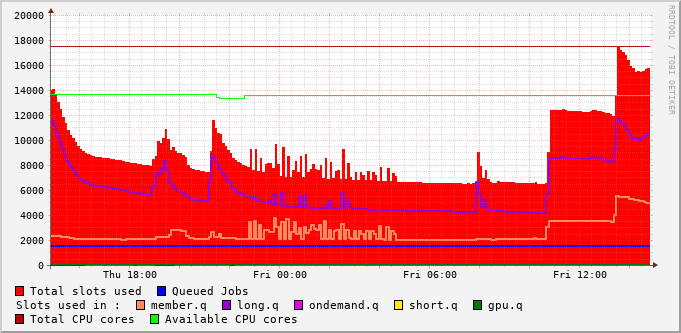 20000
18000
16000
14000
12000
10000
8000
6000
4000
2000
0
Thu 18:00 Fri 00:00 Fri 06:00 Fri 12:00
Total slots used Queued Jobs
Slots used in : member.q long.q ondemand.q short.q gpu.q
Total CPU cores Available CPU cores
RRDTOOL / TOBI OETIKER